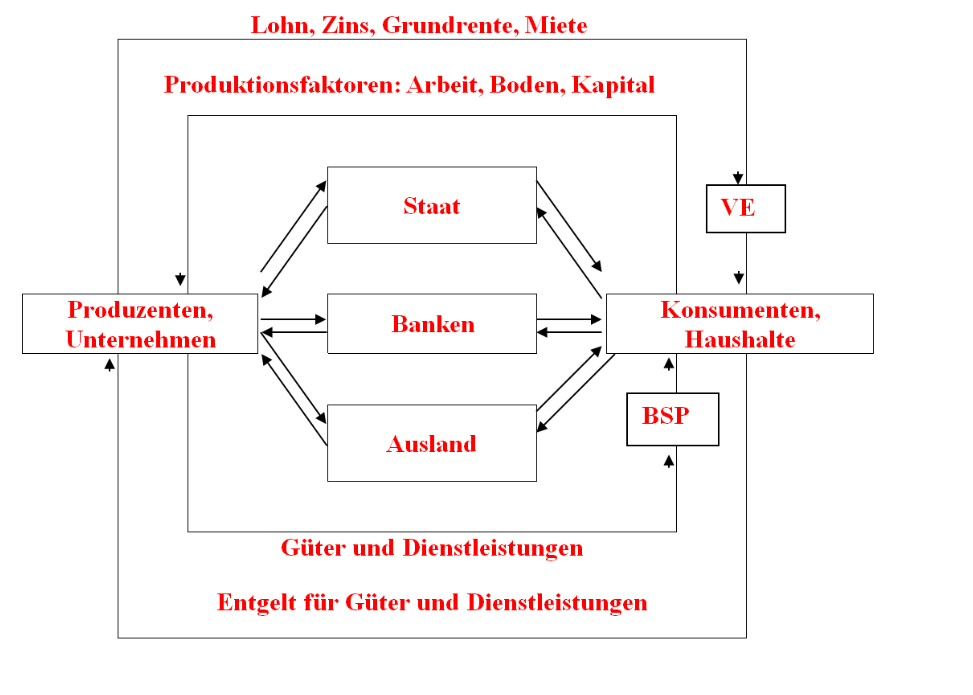 Lohn, Zins, Grundrente, Miete
Produktionsfaktoren: Arbeit, Boden, Kapital
Staat
VE
Produzenten,
Unternehmen
Banken
Konsumenten,
Haushalte
BSP
Ausland
Güter und Dienstleistungen
Entgelt für Güter und Dienstleistungen